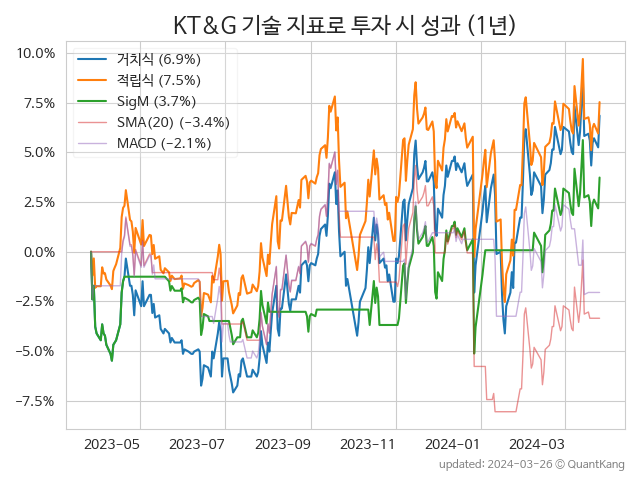 KT&G 기술 지표로 투자 시 성과 (1년)
10.0%
7.5%
5.0%
2.5%
0.0%
−2.5%
−5.0%
−7.5%
거치식 (6.9%)
적립식 (7.5%)
SigM (3.7%)
SMA(20) (−3.4%)
MACD (−2.1%)
2023-05 2023-07 2023-09 2023-11 2024-01 2024-03
updated: 2024-03-26 © QuantKang